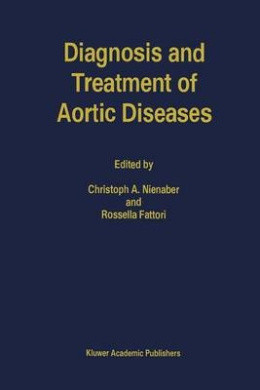 Diagnosis and
Treatment of
Aortic Diseases
Edited by
Christoph A. Nienaber
and
Rossella Fattori
Kluwer Academic Publishers